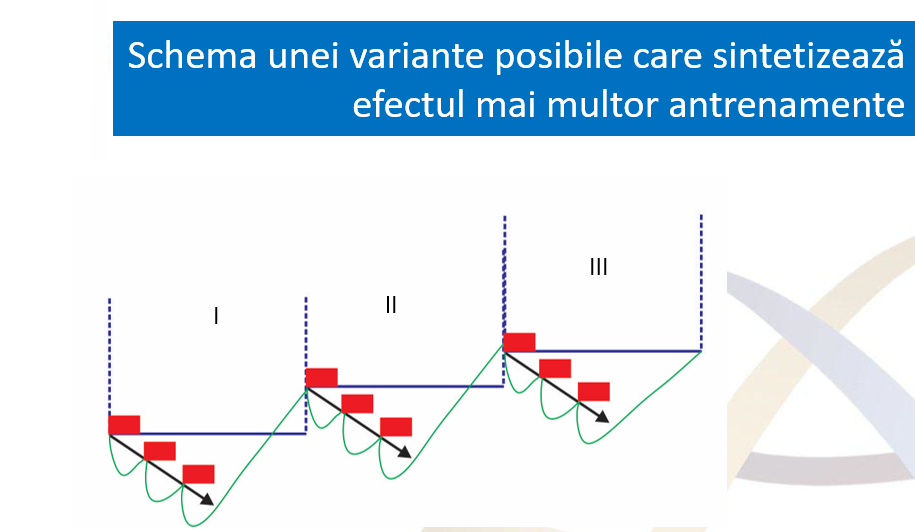 Schema unei variante posibile care sintetizează
efectul mai multor antrenamente
I
II
III